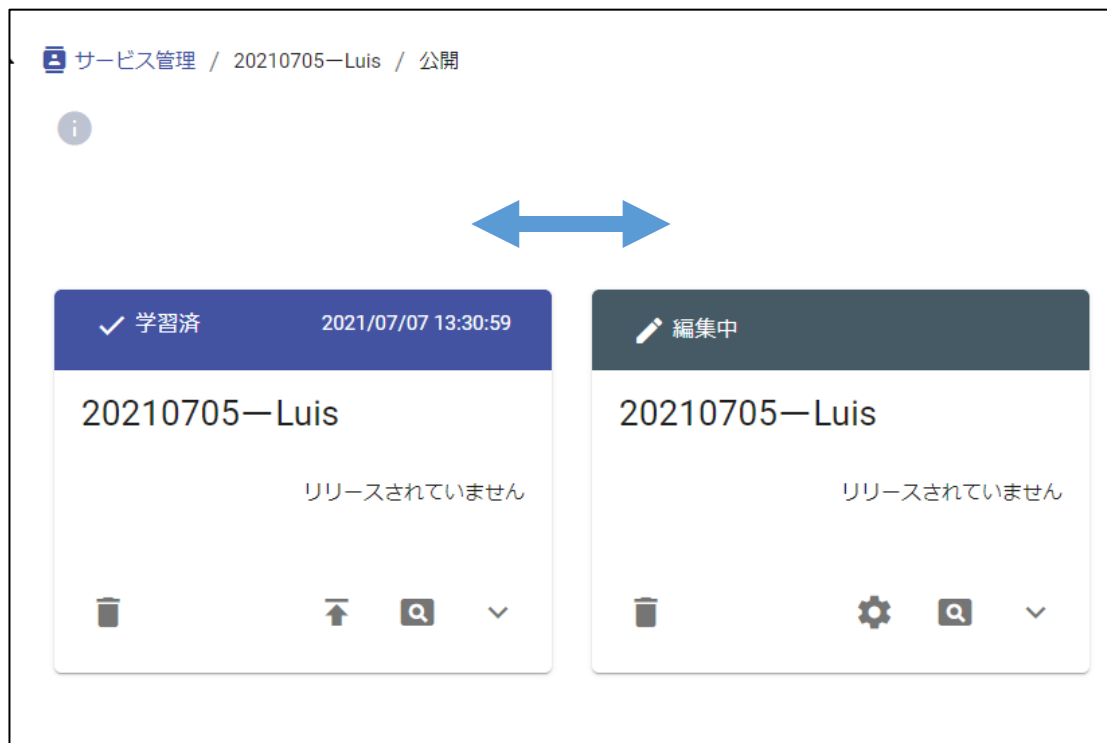 サービス管理 / 20210705ーLuis / 公開
学習済 2021/07/07 13:30:59
20210705ーLuis
リリースされていません
編集中
20210705ーLuis
リリースされていません